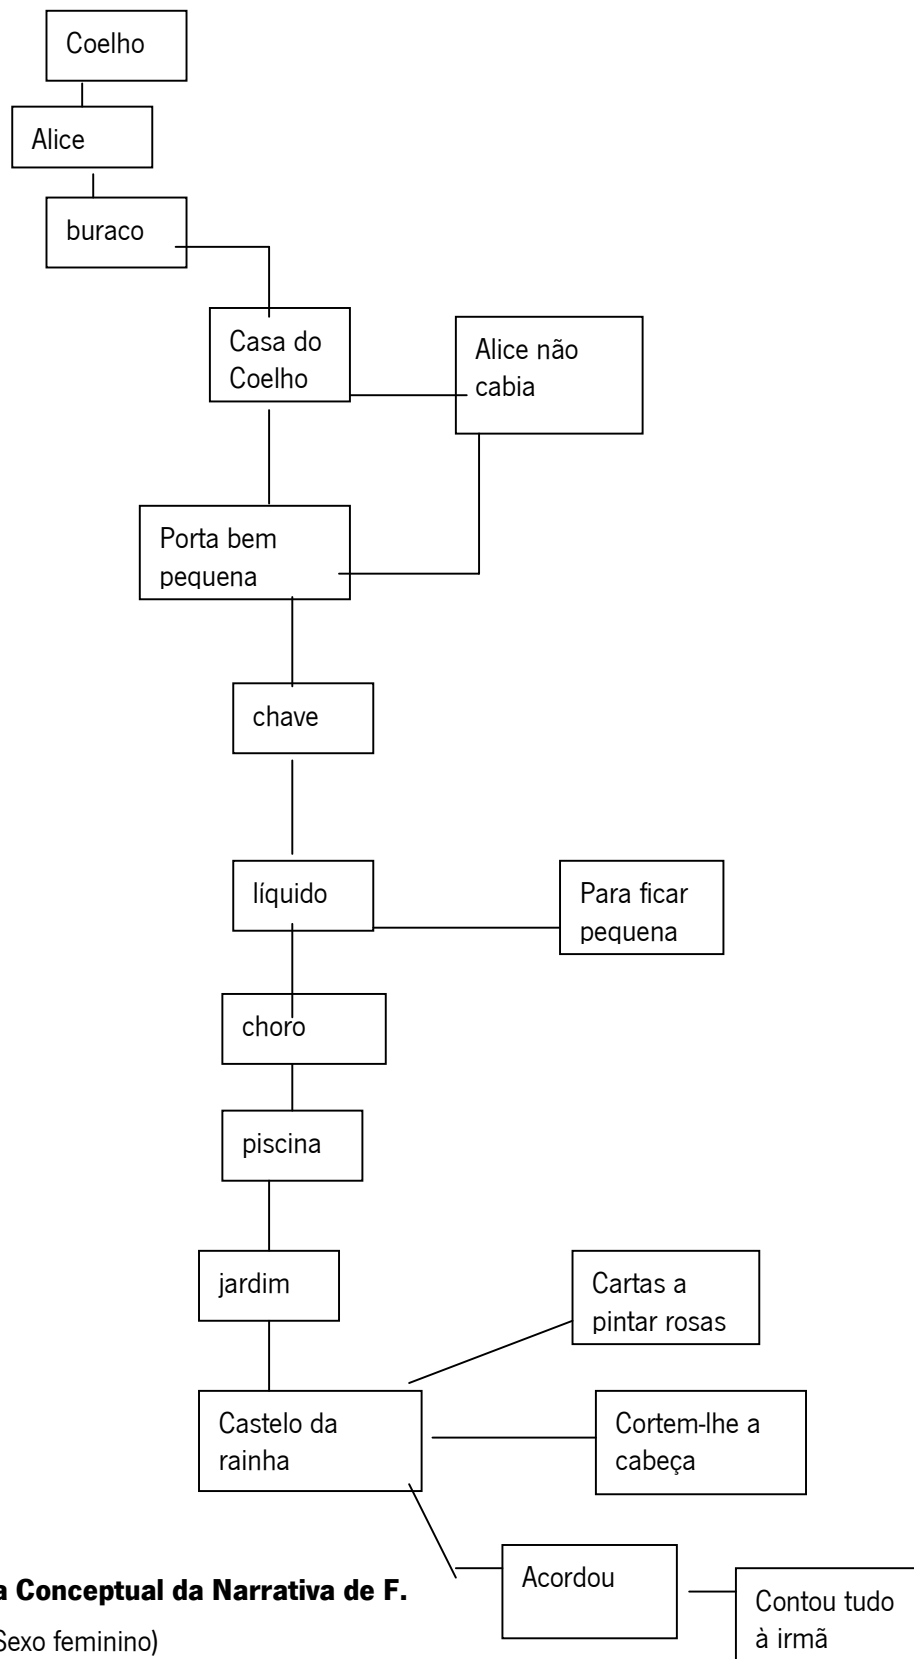 Coelho
Alice
buraco
Casa do
Coelho
Alice não
cabia
Porta bem
pequena
chave
líquido
Para ficar
pequena
choro
piscina
jardim
Cartas a
pintar rosas
Castelo da
rainha
Cortem-lhe a
cabeça
Acordou
Contou tudo
à irmã
a Conceptual da Narrativa de F.
Sexo feminino)